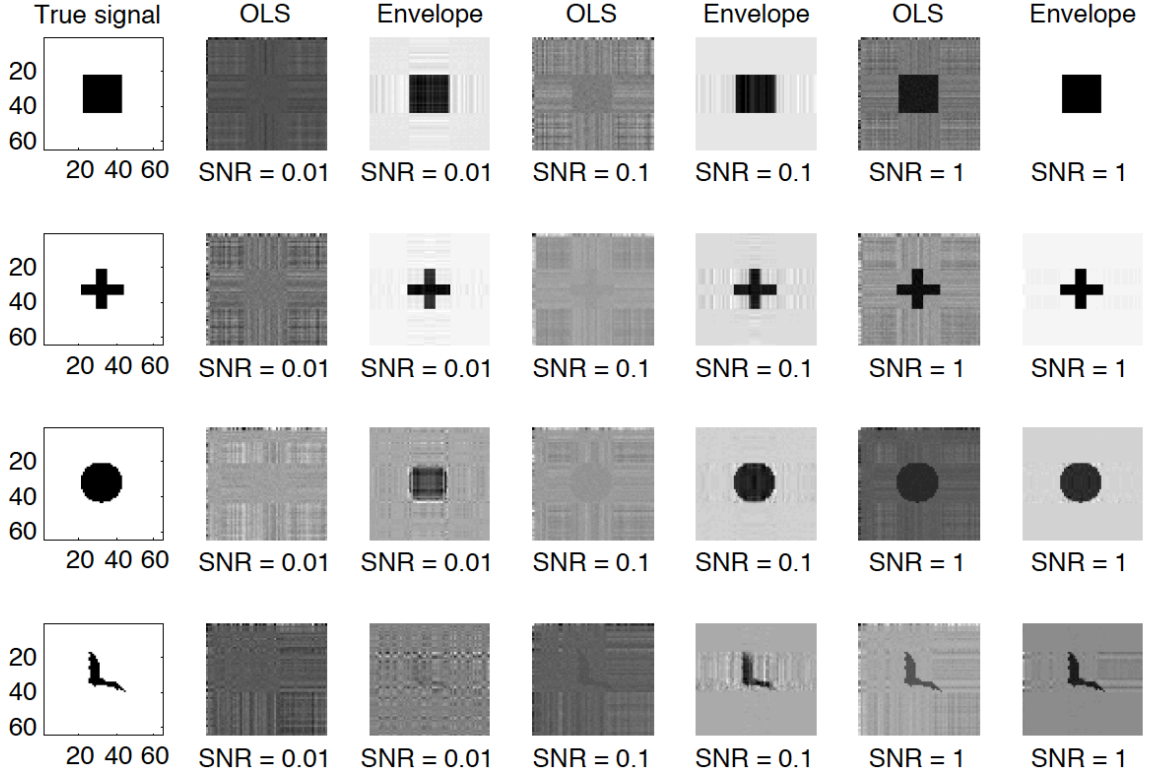 True signal OLS Envelope OLS Envelope OLS Envelope
20
40
60
20 40 60 SNR = 0.01 SNR = 0.01 SNR = 0.1 SNR = 0.1 SNR = 1 SNR = 1
20
40
60
20 40 60 SNR = 0.01 SNR = 0.01 SNR = 0.1 SNR = 0.1 SNR = 1 SNR = 1
20
40
60
20 40 60 SNR = 0.01 SNR = 0.01 SNR = 0.1 SNR = 0.1 SNR = 1 SNR = 1
20
40
60
20 40 60 SNR = 0.01 SNR = 0.01 SNR = 0.1 SNR = 0.1 SNR = 1 SNR = 1